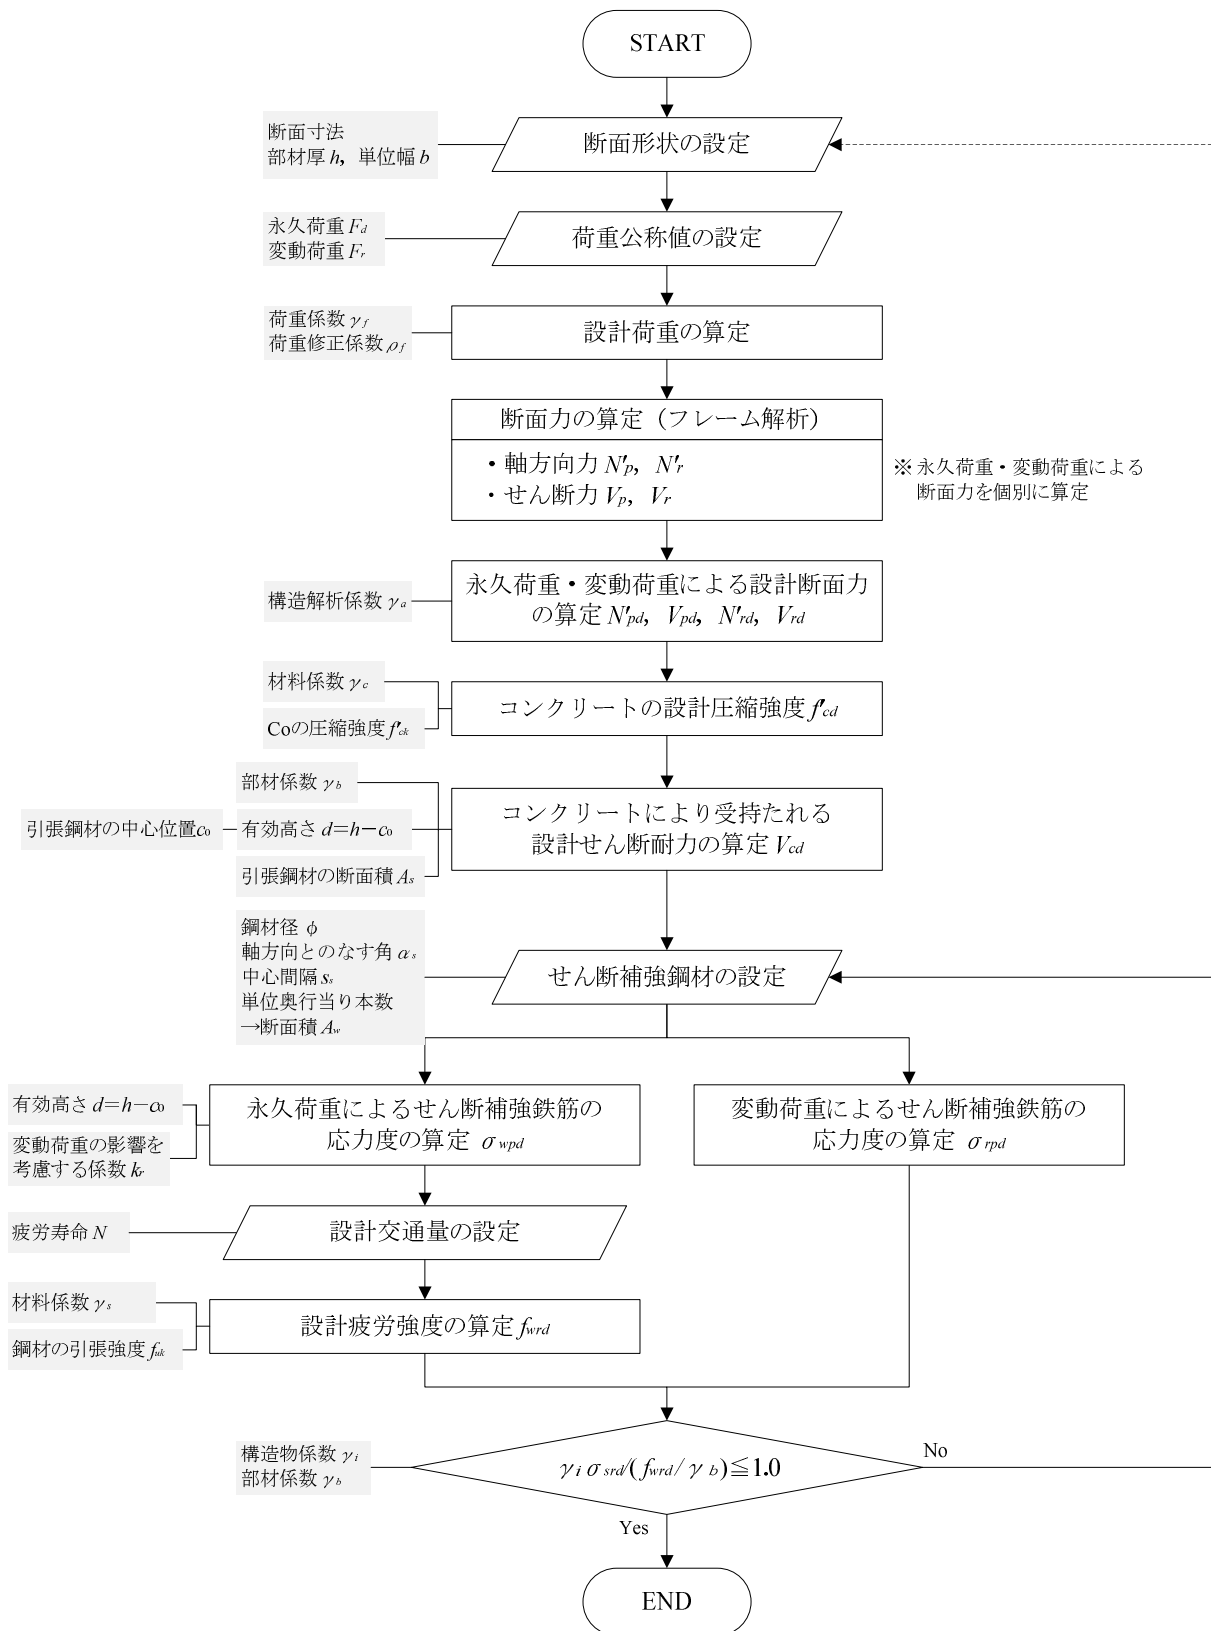 START
断面寸法
部材厚 h, 単位幅 b
断面形状の設定
永久荷重 Fd
変動荷重 Fr
荷重公称値の設定
荷重係数 γf
荷重修正係数 ρf
設計荷重の算定
断面力の算定（フレーム解析）
・軸方向力 N'p, N'r
・せん断力 Vp, Vr
※ 永久荷重・変動荷重による
断面力を個別に算定
構造解析係数 γa
永久荷重・変動荷重による設計断面力
の算定 N'pd, Vpd, N'rd, Vrd
材料係数 γc
Coの圧縮強度 f'ck
コンクリートの設計圧縮強度 f'cd
部材係数 γb
引張鋼材の中心位置c0
有効高さ d=h−c0
引張鋼材の断面積 As
コンクリートにより受持たれる
設計せん断耐力の算定 Vcd
鋼材径 φ
軸方向とのなす角 αs
中心間隔 ss
単位奥行当り本数
→断面積 Aw
せん断補強鋼材の設定
有効高さ d=h−c0
変動荷重の影響を
考慮する係数 kr
永久荷重によるせん断補強鉄筋の
応力度の算定 σwpd
変動荷重によるせん断補強鉄筋の
応力度の算定 σrpd
疲労寿命 N
設計交通量の設定
材料係数 γs
鋼材の引張強度 fuk
設計疲労強度の算定 fwrd
構造物係数 γi
部材係数 γb
γi σsrd/(fwrd/γb)≦1.0
No
Yes
END